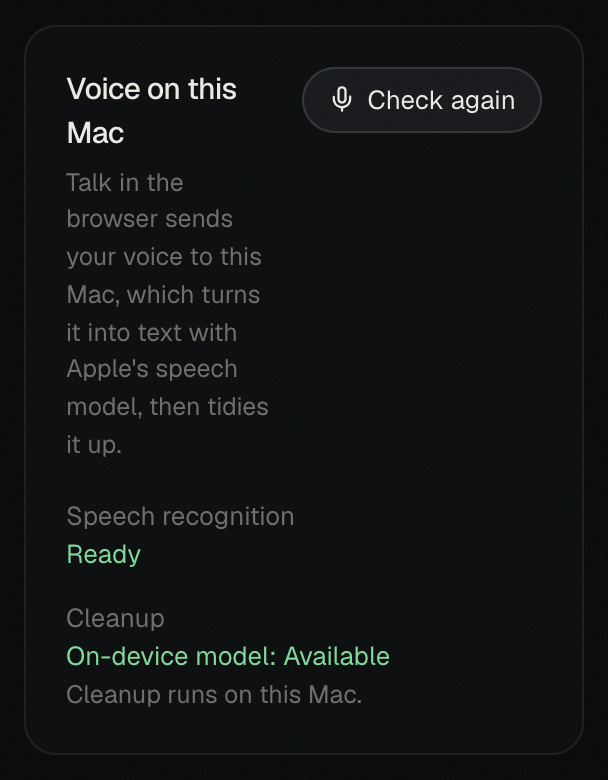 Voice on this
Mac
Check again
Talk in the
browser sends
your voice to this
Mac, which turns
it into text with
Apple's speech
model, then tidies
it up.
Speech recognition
Ready
Cleanup
On-device model: Available
Cleanup runs on this Mac.